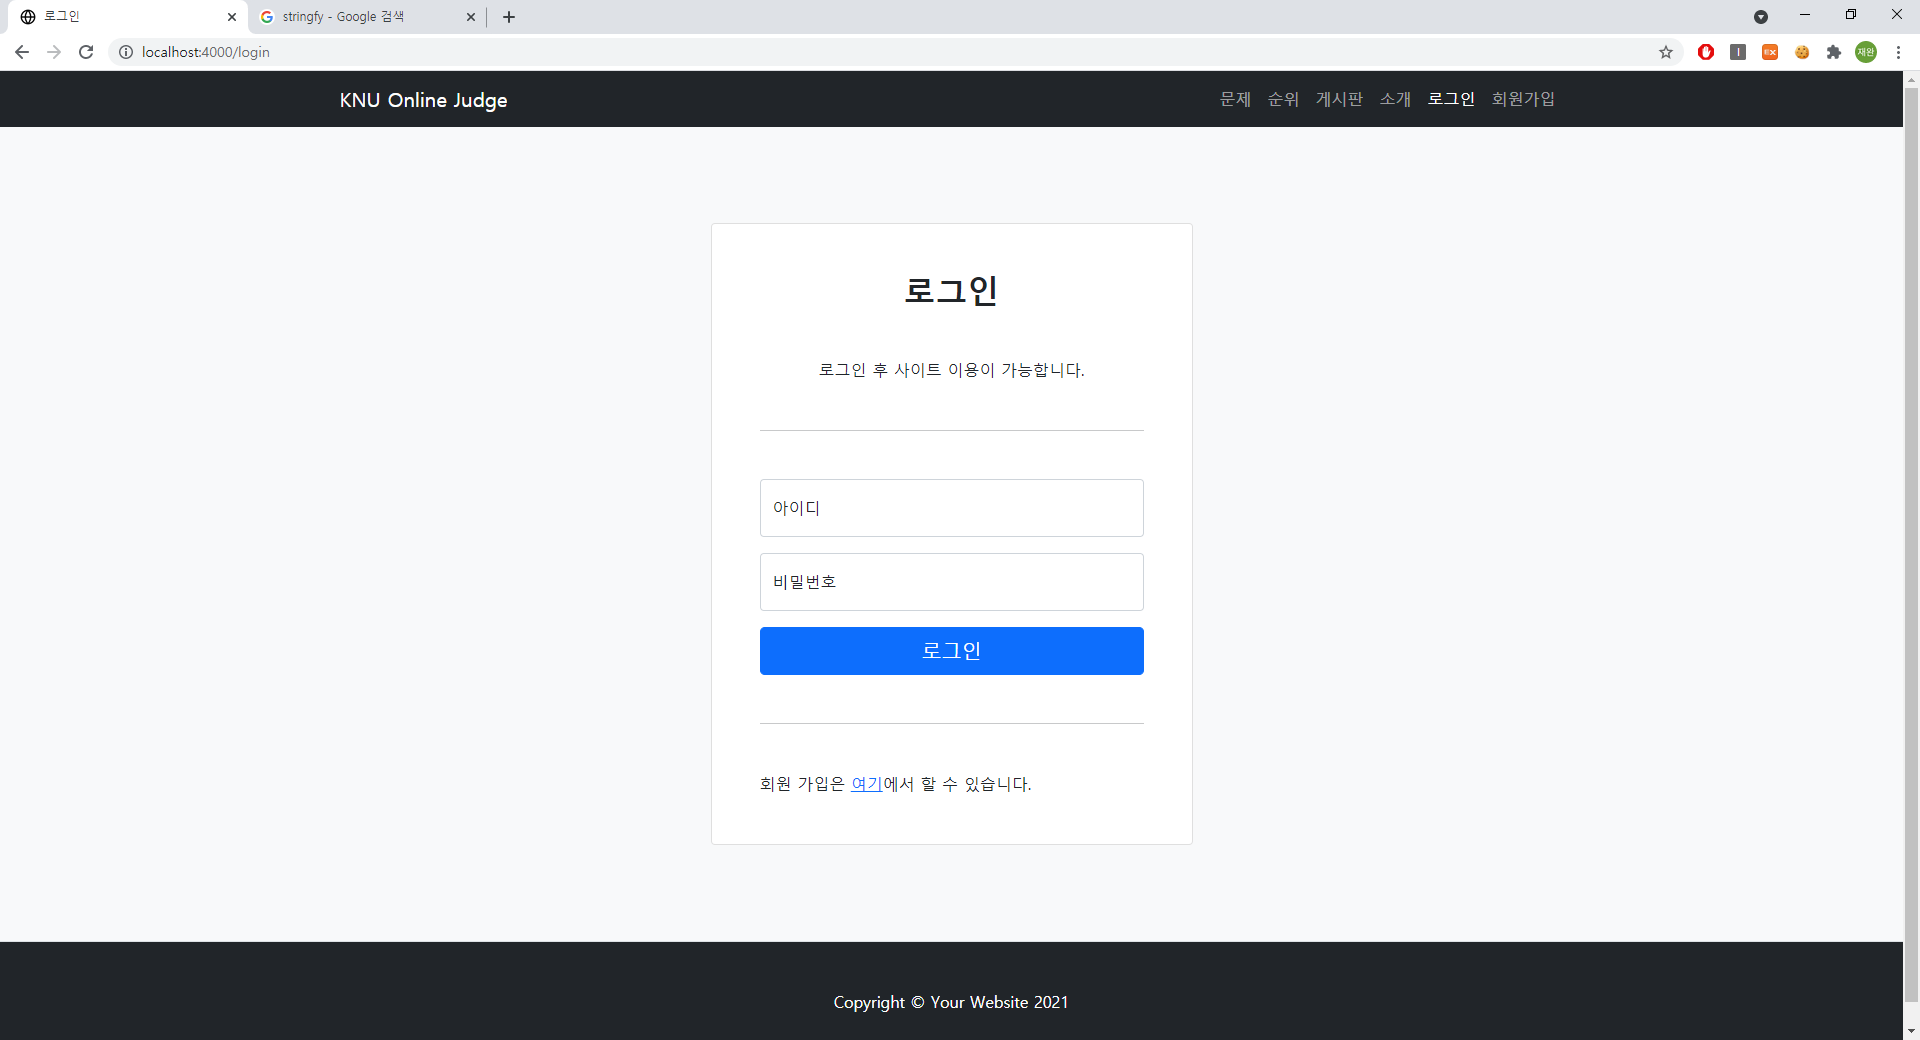 로그인
stringfy - Google 검색
localhost:4000/login
EX
재완
KNU Online Judge
문제 순위 게시판 소개 로그인 회원가입
로그인
로그인 후 사이트 이용이 가능합니다.
아이디
비밀번호
로그인
회원 가입은 여기에서 할 수 있습니다.
Copyright © Your Website 2021